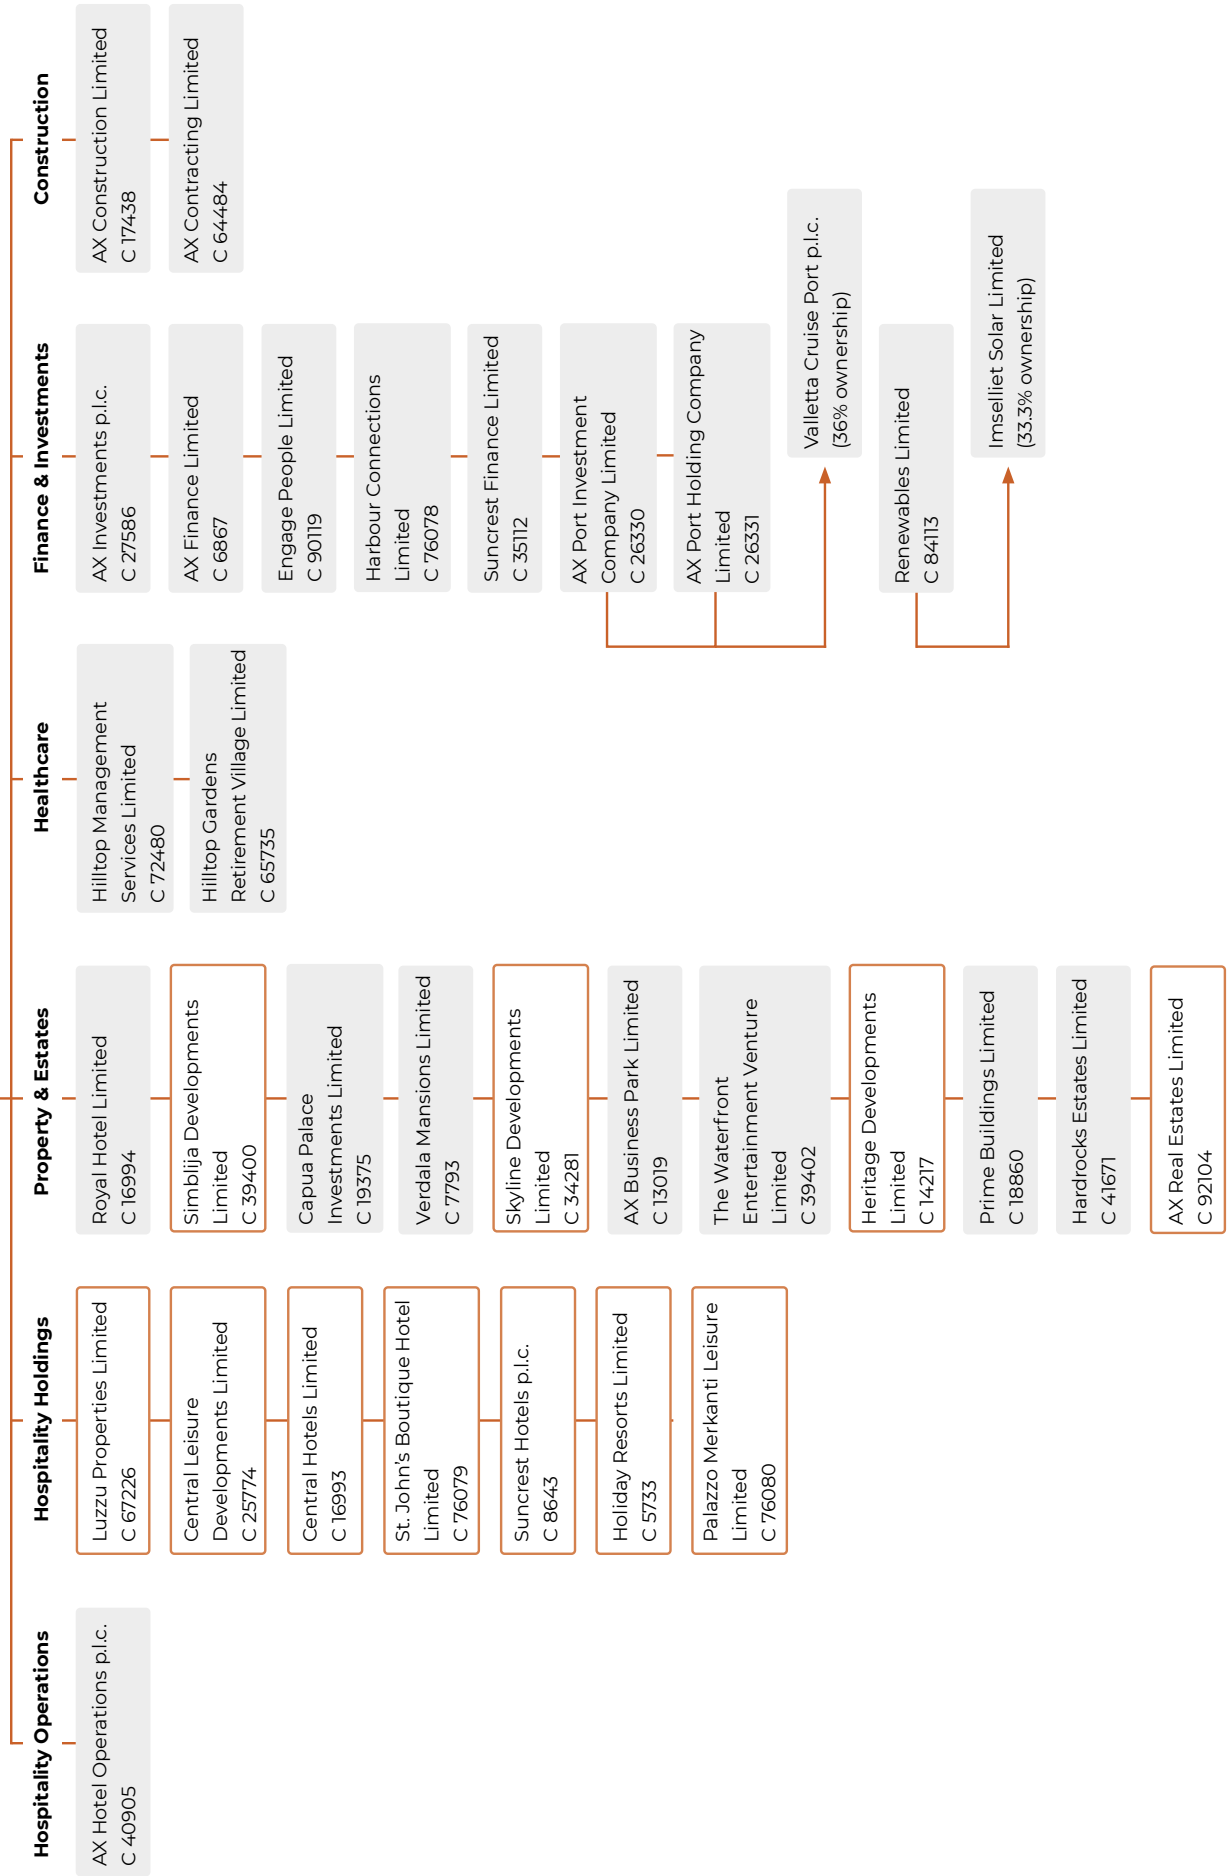 Hospitality Operations
AX Hotel Operations p.l.c.
C 40905
Hospitality Holdings
Luzzu Properties Limited
C 67226
Central Leisure
Developments Limited
C 25774
Central Hotels Limited
C 16993
St. John's Boutique Hotel
Limited
C 76079
Suncrest Hotels p.l.c.
C 8643
Holiday Resorts Limited
C 5733
Palazzo Merkanti Leisure
Limited
C 76080
Property & Estates
Royal Hotel Limited
C 16994
Simblija Developments
Limited
C 39400
Capua Palace
Investments Limited
C 19375
Verdala Mansions Limited
C 7793
Skyline Developments
Limited
C 34281
AX Business Park Limited
C 13019
The Waterfront
Entertainment Venture
Limited
C 39402
Heritage Developments
Limited
C 14217
Prime Buildings Limited
C 18860
Hardrocks Estates Limited
C 41671
AX Real Estates Limited
C 92104
Healthcare
Hilltop Management
Services Limited
C 72480
Hilltop Gardens
Retirement Village Limited
C 65735
Finance & Investments
AX Investments p.l.c.
C 27586
AX Finance Limited
C 6867
Engage People Limited
C 90119
Harbour Connections
Limited
C 76078
Suncrest Finance Limited
C 35112
AX Port Investment
Company Limited
C 26330
AX Port Holding Company
Limited
C 26331
Valletta Cruise Port p.l.c.
(36% ownership)
Renewables Limited
C 84113
Imselliet Solar Limited
(33.3% ownership)
Construction
AX Construction Limited
C 17438
AX Contracting Limited
C 64484